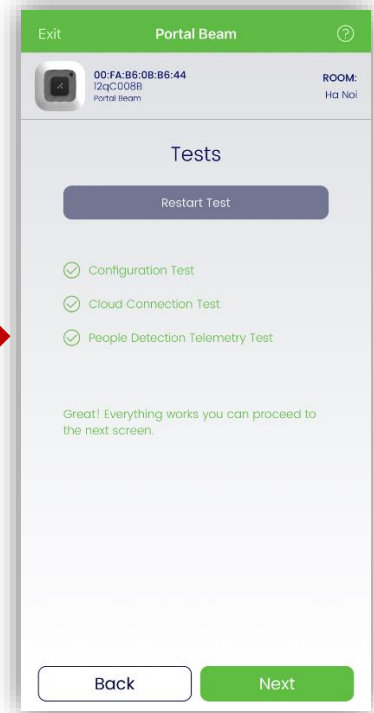 Exit Portal Beam ?
00:FA:B6:0B:B6:44 ROOM:
12qC008B Ha Noi
Portal Beam
Tests
Restart Test
Configuration Test
Cloud Connection Test
People Detection Telemetry Test
Great! Everything works you can proceed to
the next screen.
Back Next